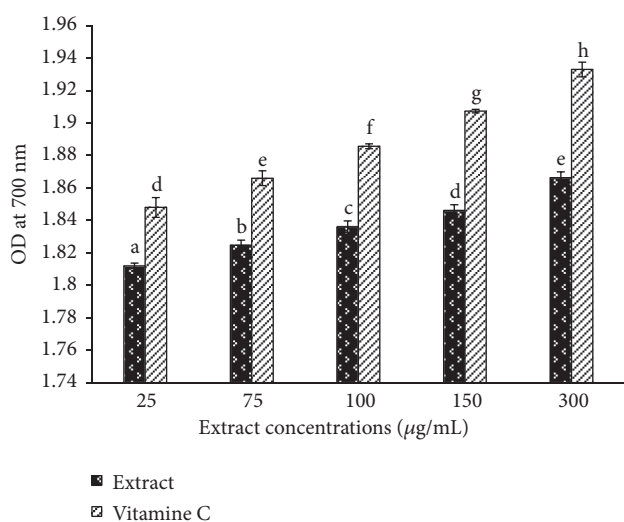 1.96
1.94
1.92
1.9
1.88
1.86
1.84
1.82
1.8
1.78
1.76
1.74
OD at 700 nm
a
d
b
e
c
f
d
g
e
h
25
75
100
150
300
Extract concentrations (μg/mL)
Extract
Vitamine C